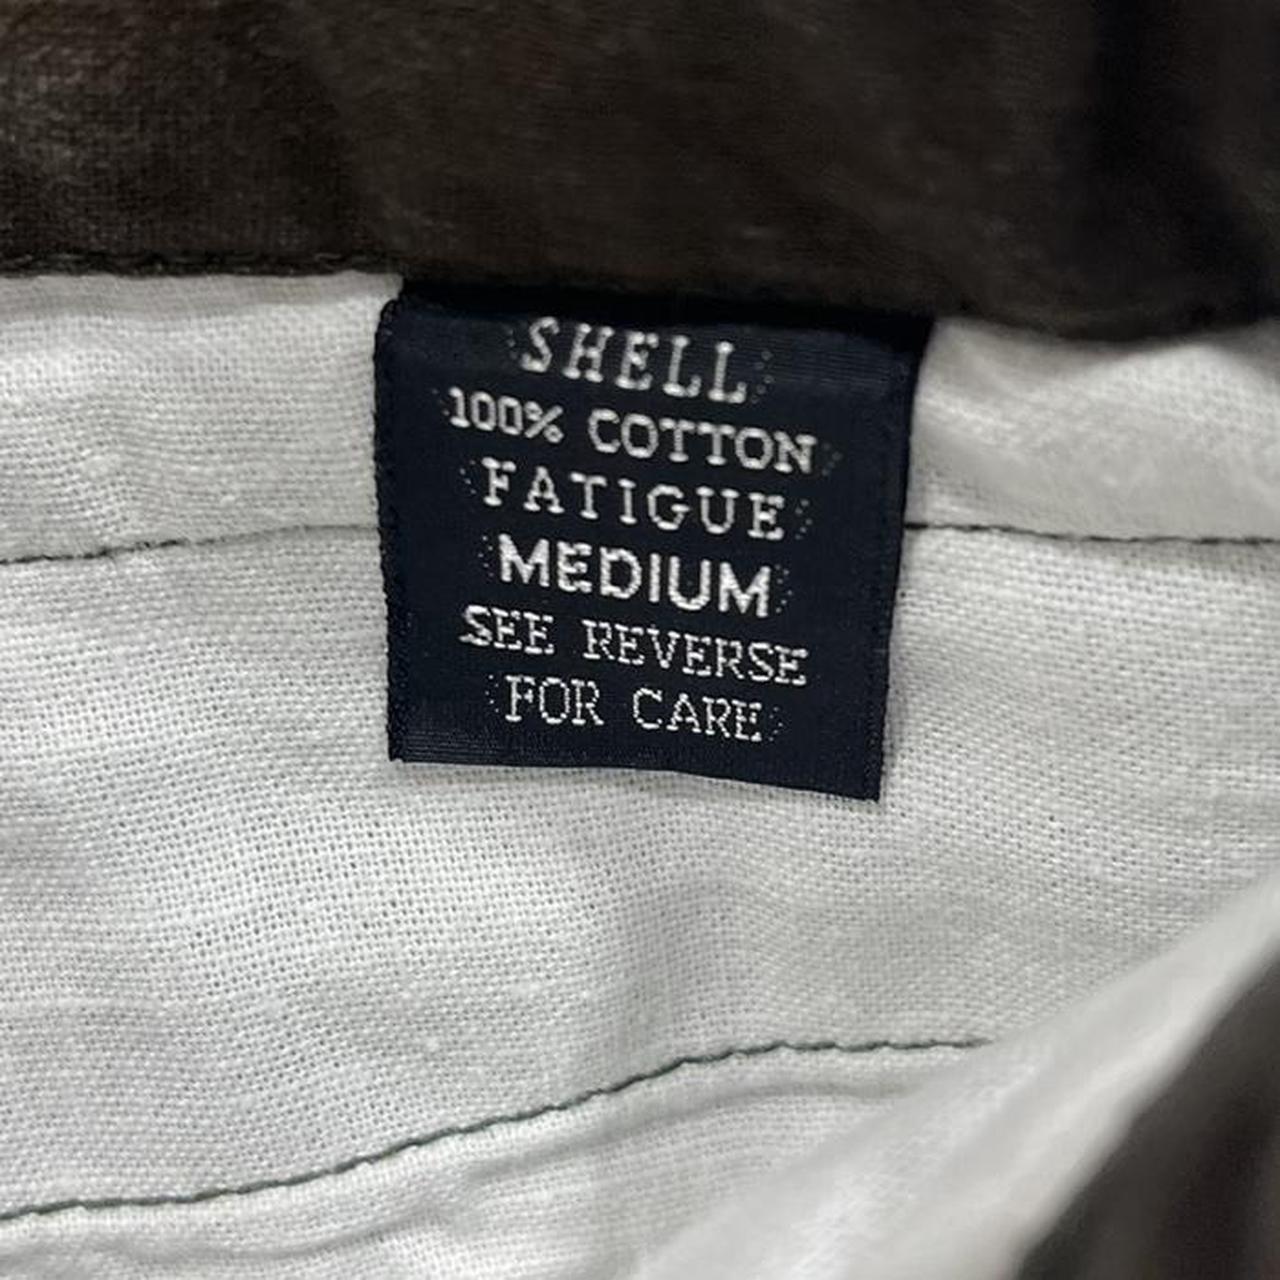 SHELL
100% COTTON
FATIGUE
MEDIUM
SEE REVERSE
FOR CARE